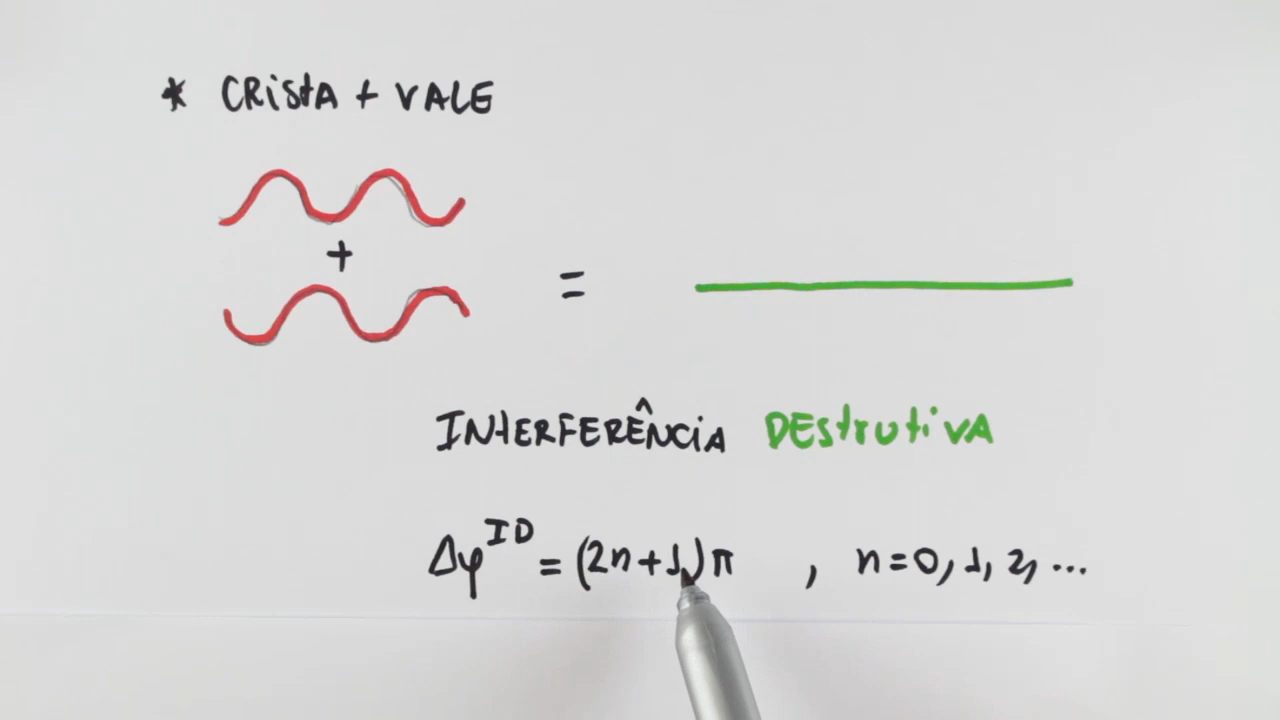 * CRIStA + VALE
+
=
INtERFERÊNCiA DEStRUtiVA
Δφ^ID = (2n+1)π , n=0, 1, 2, ...